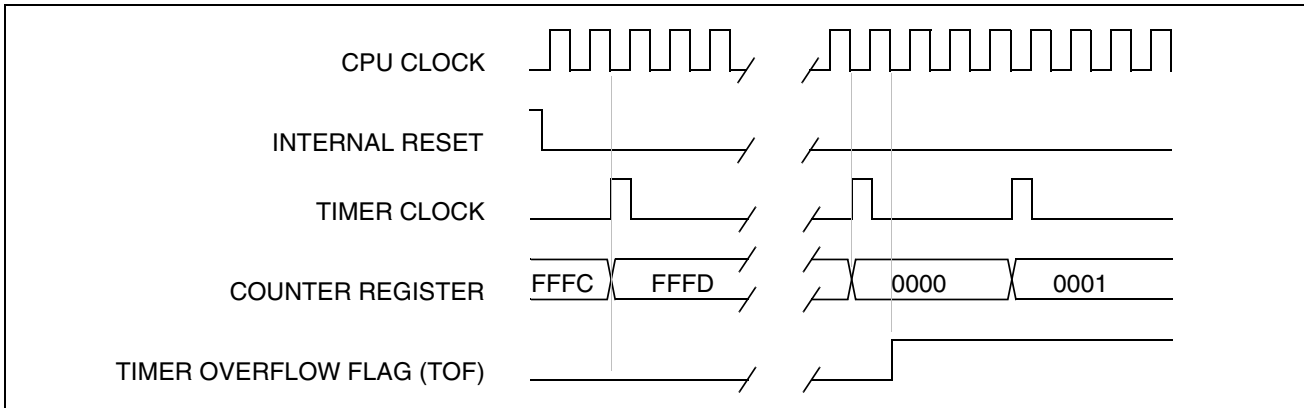 CPU CLOCK
INTERNAL RESET
TIMER CLOCK
COUNTER REGISTER FFFC FFFD 0000 0001
TIMER OVERFLOW FLAG (TOF)